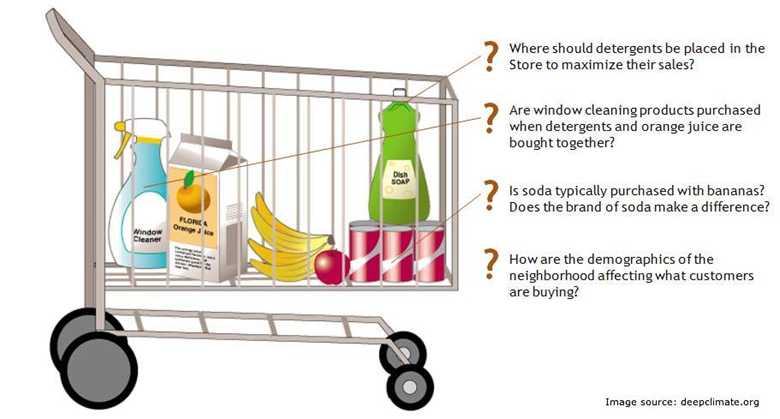 ? Where should detergents be placed in the
Store to maximize their sales?
? Are window cleaning products purchased
when detergents and orange juice are
bought together?
? Is soda typically purchased with bananas?
Does the brand of soda make a difference?
? How are the demographics of the
neighborhood affecting what customers
are buying?
Window
Cleaner
FLORIDA
Orange Juice
Dish
SOAP
Image source: deepclimate.org